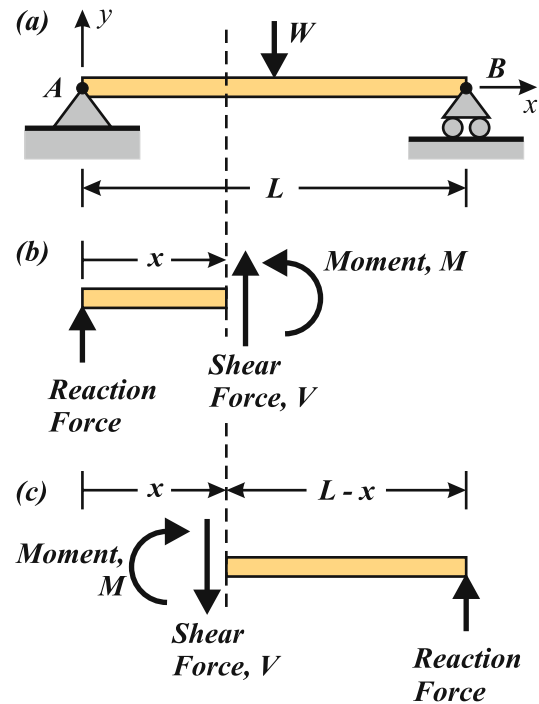 (a)
y
W
A
B
x
L
(b)
x
Moment, M
Reaction
Force
Shear
Force, V
(c)
x
L - x
Moment,
M
Shear
Force, V
Reaction
Force